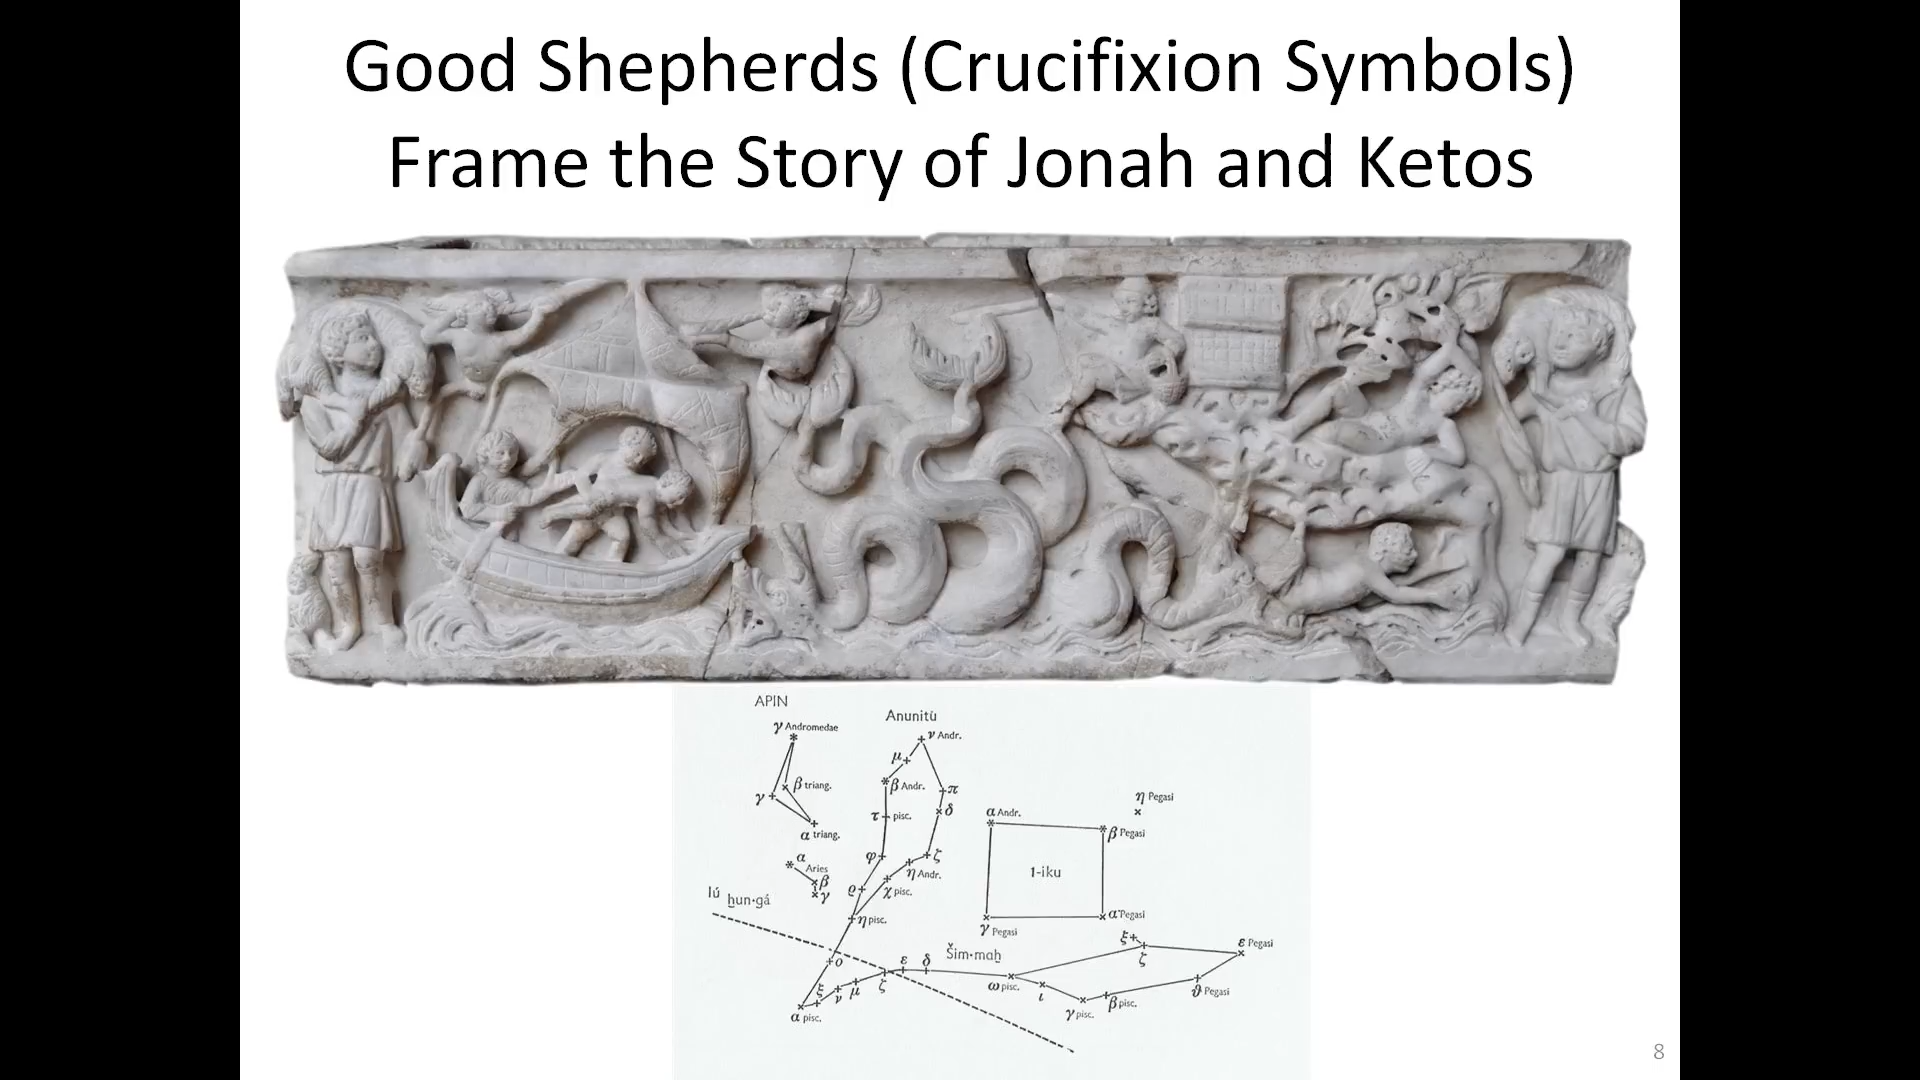 Good Shepherds (Crucifixion Symbols)
Frame the Story of Jonah and Ketos
APIN
γ Andromedae
β triang.
γ
α triang.
α
Aries
β
γ
lú ḫun·gá
Anunitù
ν Andr.
μ
β Andr.
π
δ
τ pisc.
φ
ζ
η Andr.
ϱ
χ pisc.
η pisc.
ο
α Andr.
β Pegasi
η Pegasi
1-iku
γ Pegasi
α Pegasi
Šim·maḫ
ξ
ζ
ε Pegasi
ε
δ
ω pisc.
ι
γ pisc.
β pisc.
ϑ Pegasi
ξ
ν
μ
ζ
α pisc.
8